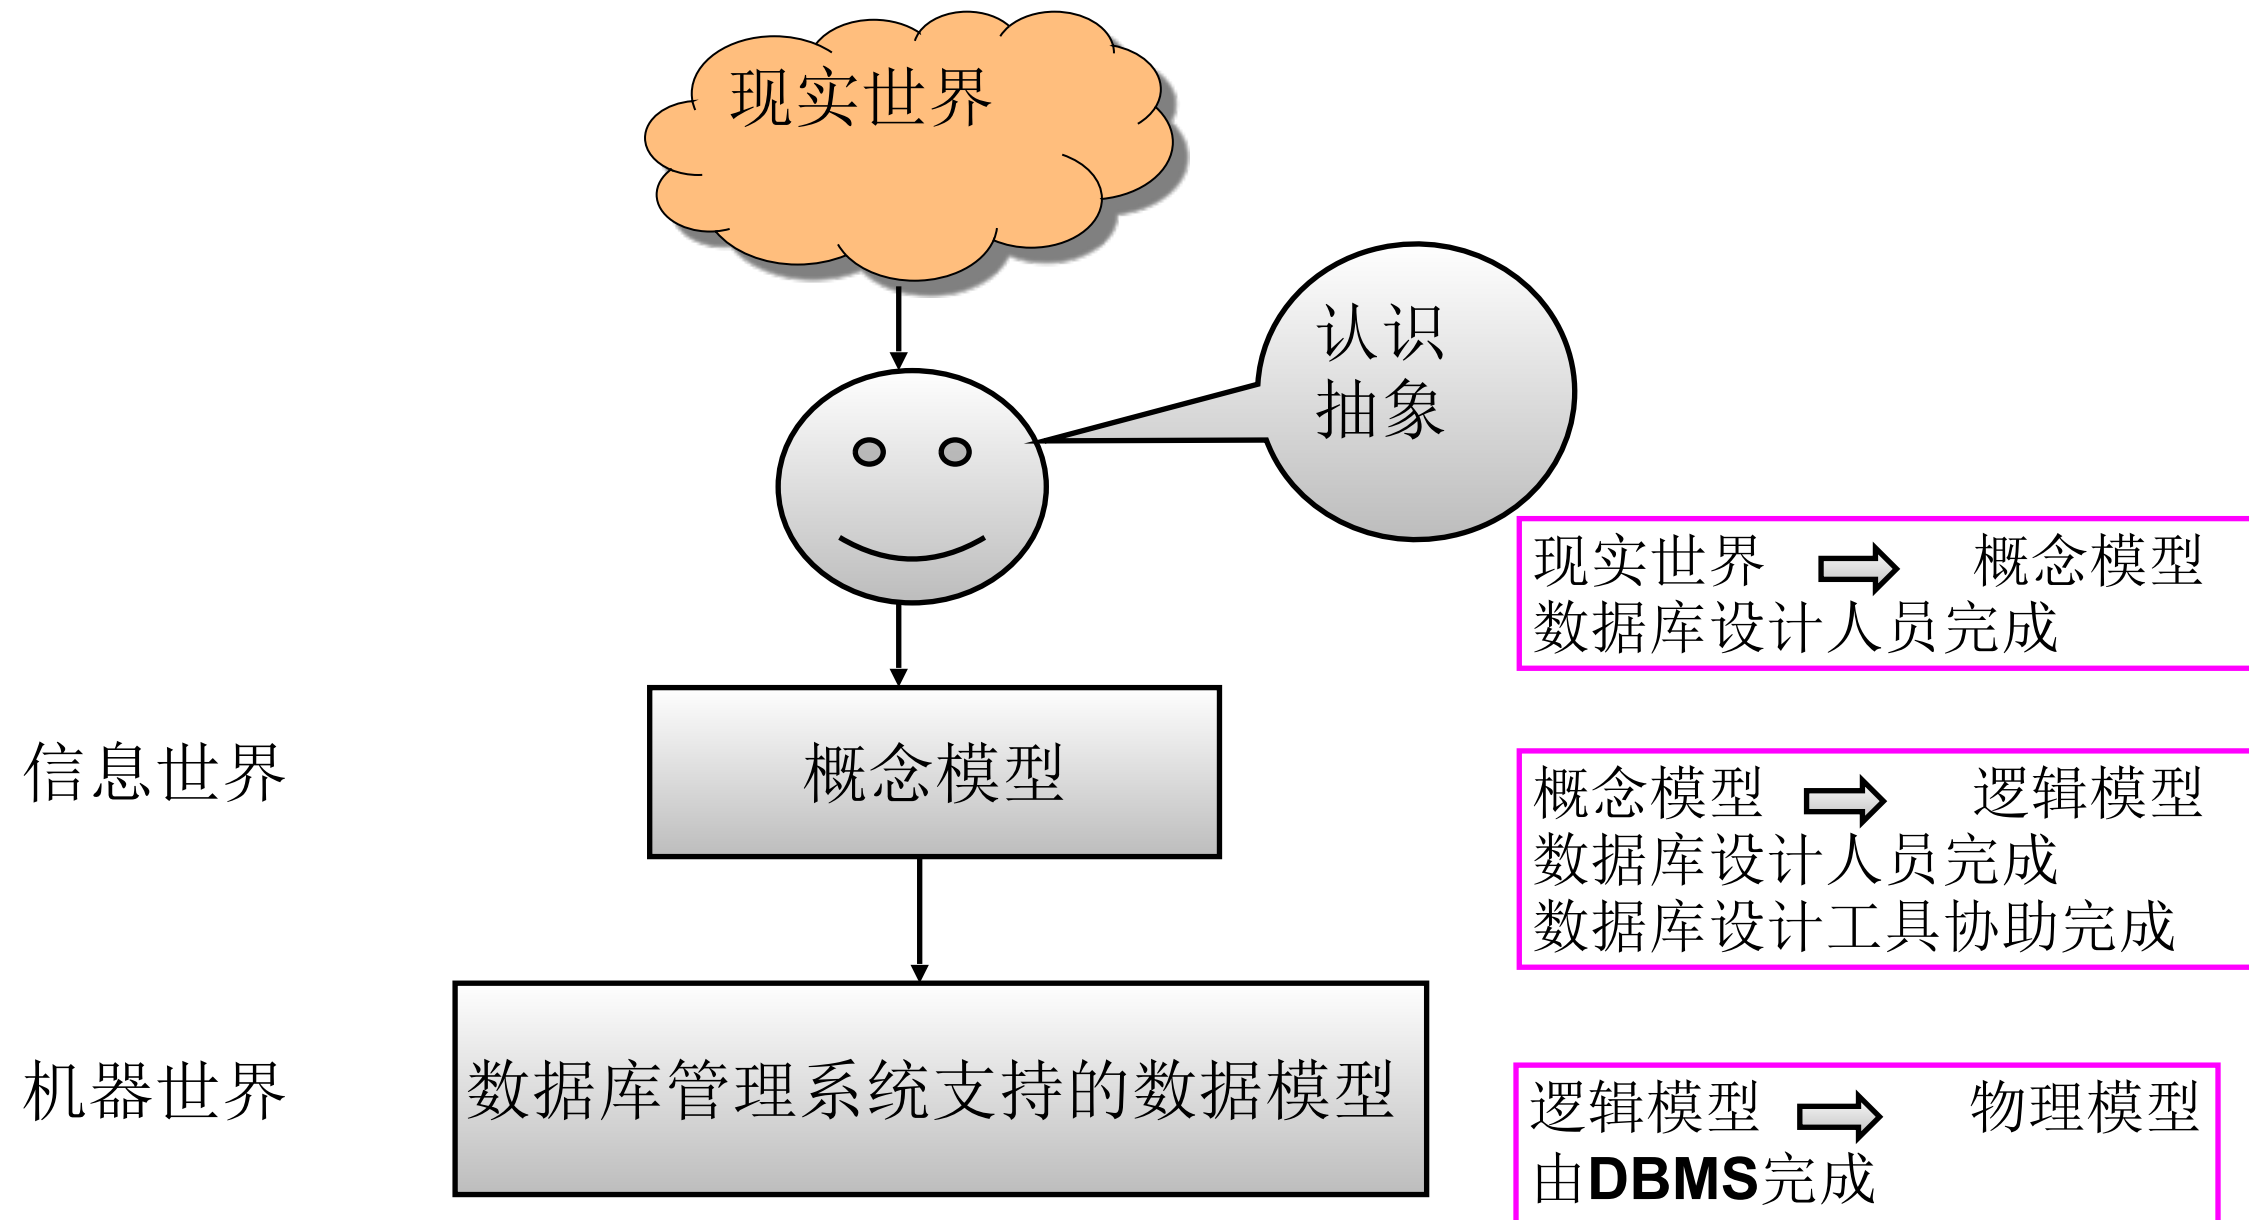 现实世界
认识
抽象
现实世界 概念模型
数据库设计人员完成
信息世界
概念模型
概念模型 逻辑模型
数据库设计人员完成
数据库设计工具协助完成
机器世界
数据库管理系统支持的数据模型
逻辑模型 物理模型
由DBMS完成